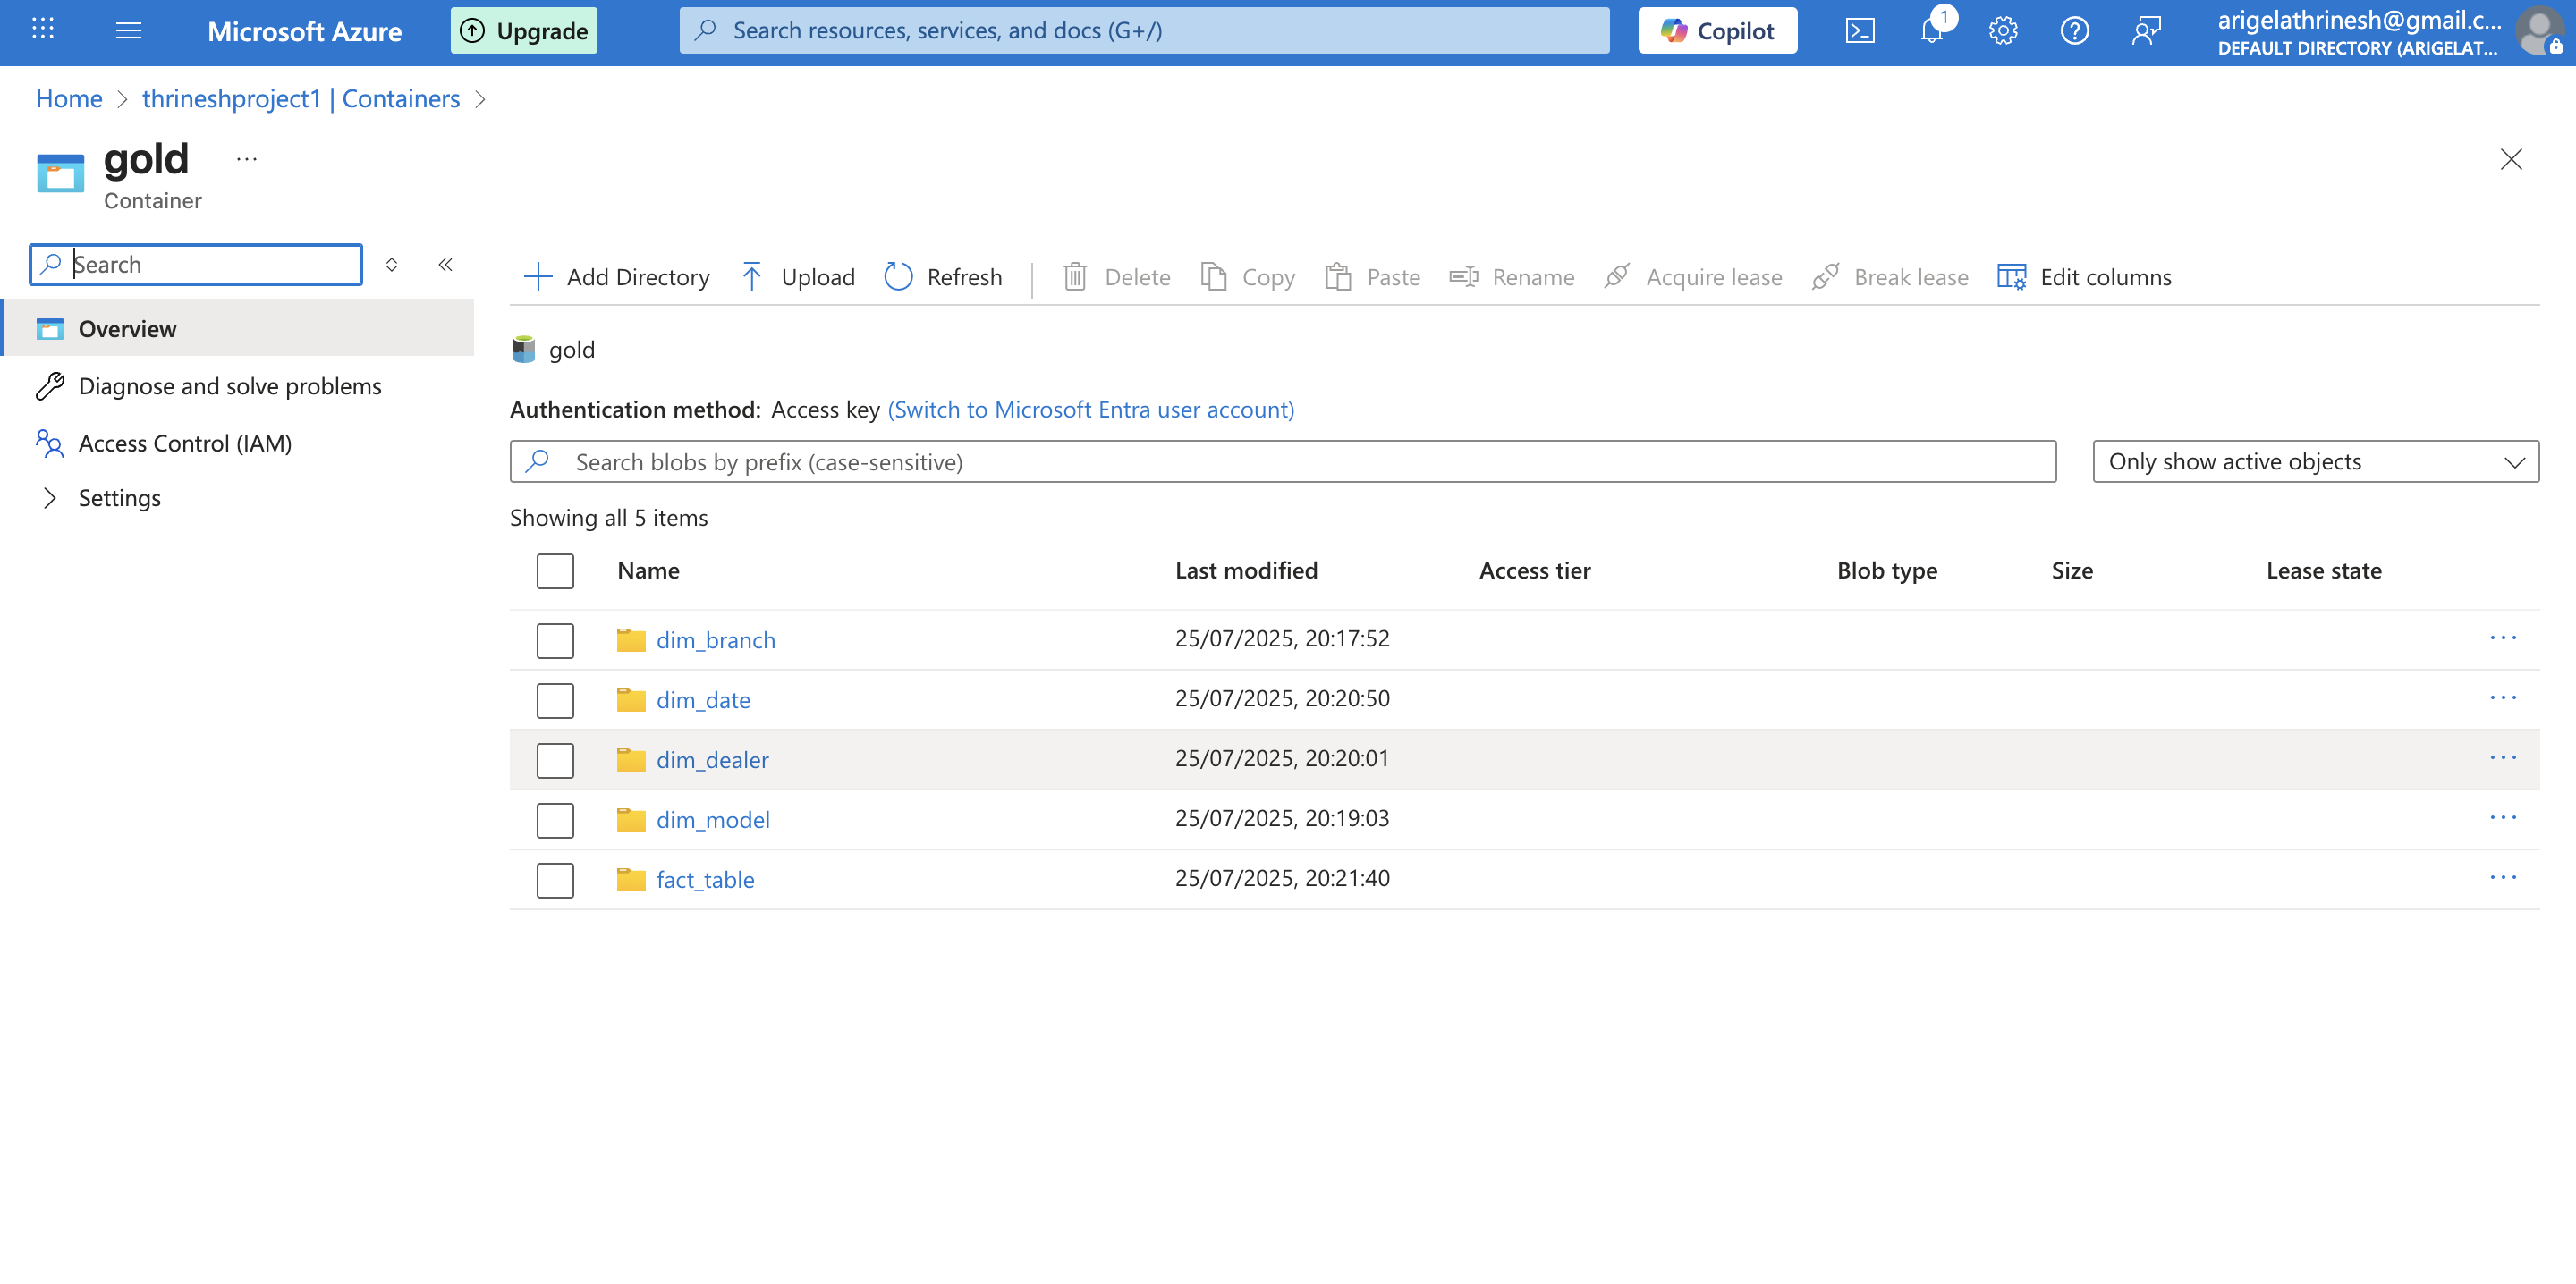 Microsoft Azure
Upgrade
Search resources, services, and docs (G+/)
Copilot
1
arigelathrinesh@gmail.c...
DEFAULT DIRECTORY (ARIGELAT...
Home > thrineshproject1 | Containers >
gold ...
Container
Search
Overview
Diagnose and solve problems
Access Control (IAM)
Settings
Add Directory Upload Refresh Delete Copy Paste Rename Acquire lease Break lease Edit columns
gold
Authentication method: Access key (Switch to Microsoft Entra user account)
Search blobs by prefix (case-sensitive) Only show active objects
Showing all 5 items
Name Last modified Access tier Blob type Size Lease state
dim_branch 25/07/2025, 20:17:52 ...
dim_date 25/07/2025, 20:20:50 ...
dim_dealer 25/07/2025, 20:20:01 ...
dim_model 25/07/2025, 20:19:03 ...
fact_table 25/07/2025, 20:21:40 ...